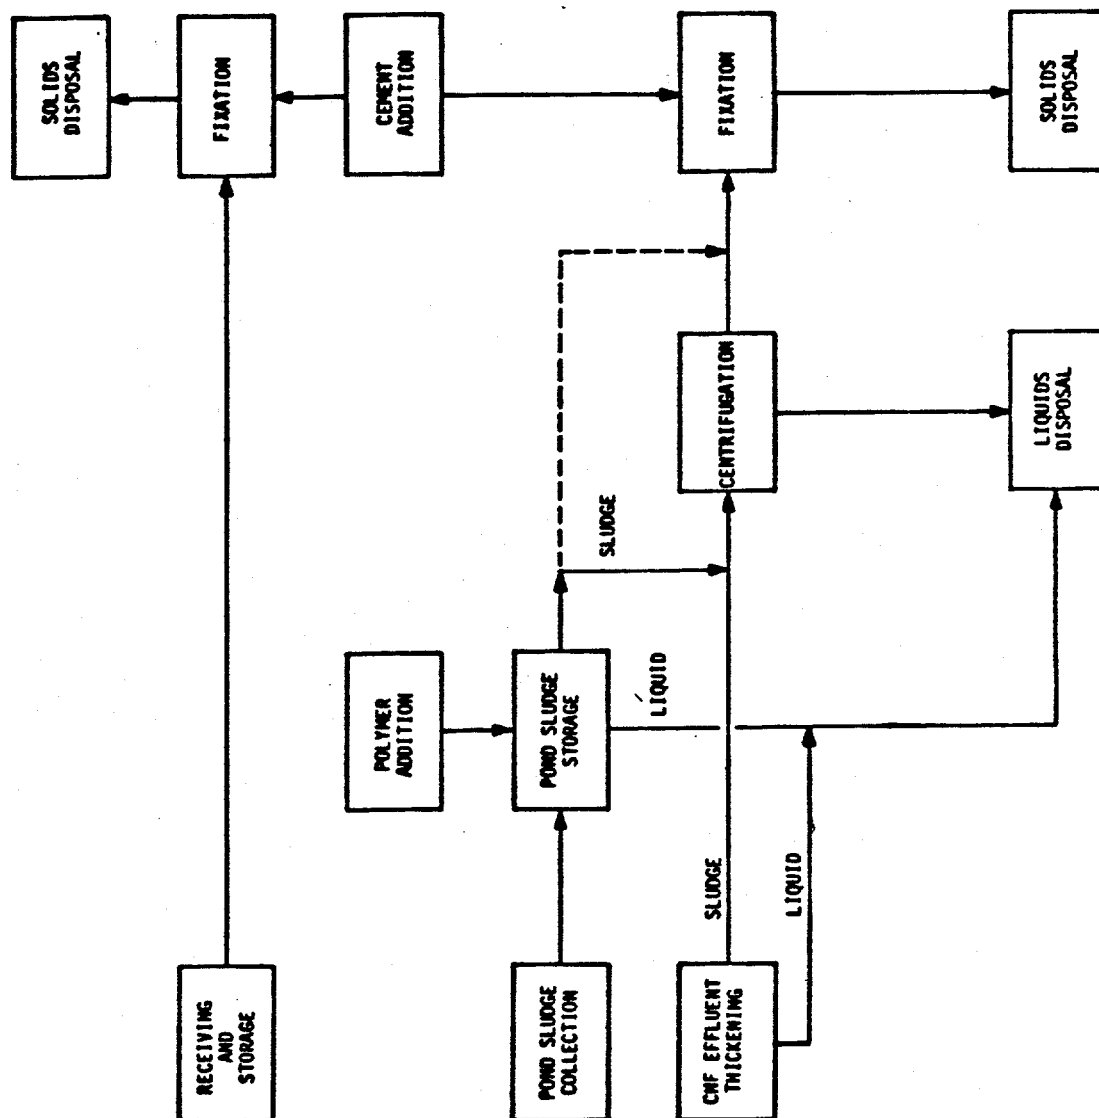 SOLIDS
DISPOSAL
RECEIVING
AND
STORAGE
FIXATION
POLYMER
ADDITION
CEMENT
ADDITION
POND SLUDGE
COLLECTION
POND SLUDGE
STORAGE
SLUDGE
LIQUID
EFFLUENT
THICKENING
SLUDGE
CENTRIFUGATION
FIXATION
LIQUID
LIQUIDS
DISPOSAL
SOLIDS
DISPOSAL